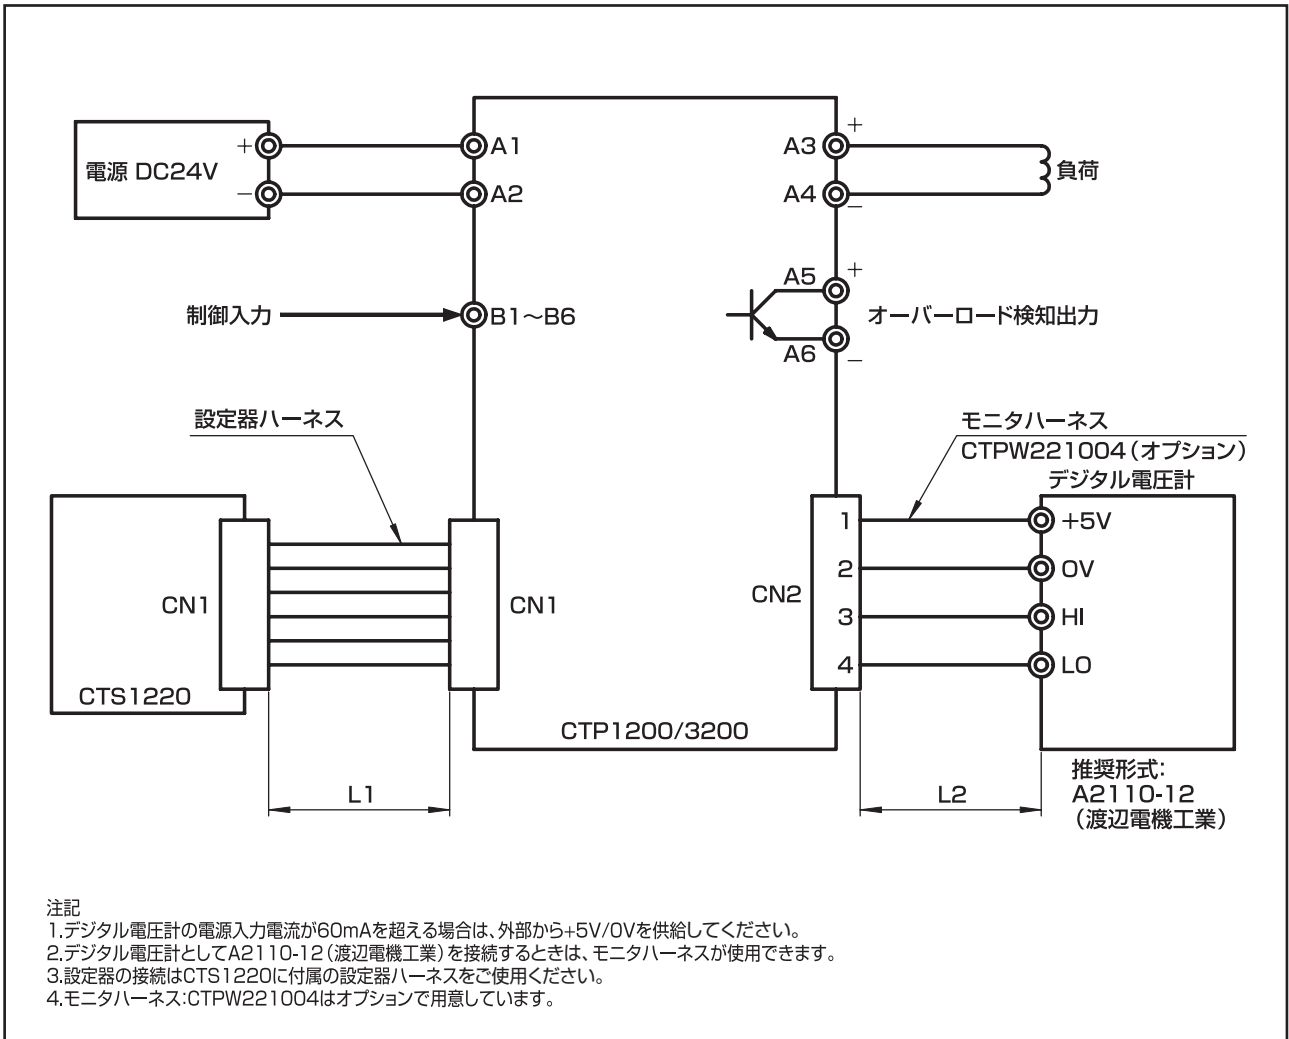 電源 DC24V
+
−
A1
A2
A3
+
A4
−
負荷
制御入力
B1～B6
A5
+
A6
−
オーバーロード検知出力
設定器ハーネス
モニタハーネス
CTPW221004（オプション）
デジタル電圧計
CN1
CTS1220
CN1
CN2
1
2
3
4
+5V
0V
HI
LO
CTP1200/3200
L1
L2
推奨形式：
A2110-12
（渡辺電機工業）
注記
1.デジタル電圧計の電源入力電流が60mAを超える場合は、外部から+5V/0Vを供給してください。
2.デジタル電圧計としてA2110-12（渡辺電機工業）を接続するときは、モニタハーネスが使用できます。
3.設定器の接続はCTS1220に付属の設定器ハーネスをご使用ください。
4.モニタハーネス：CTPW221004はオプションで用意しています。